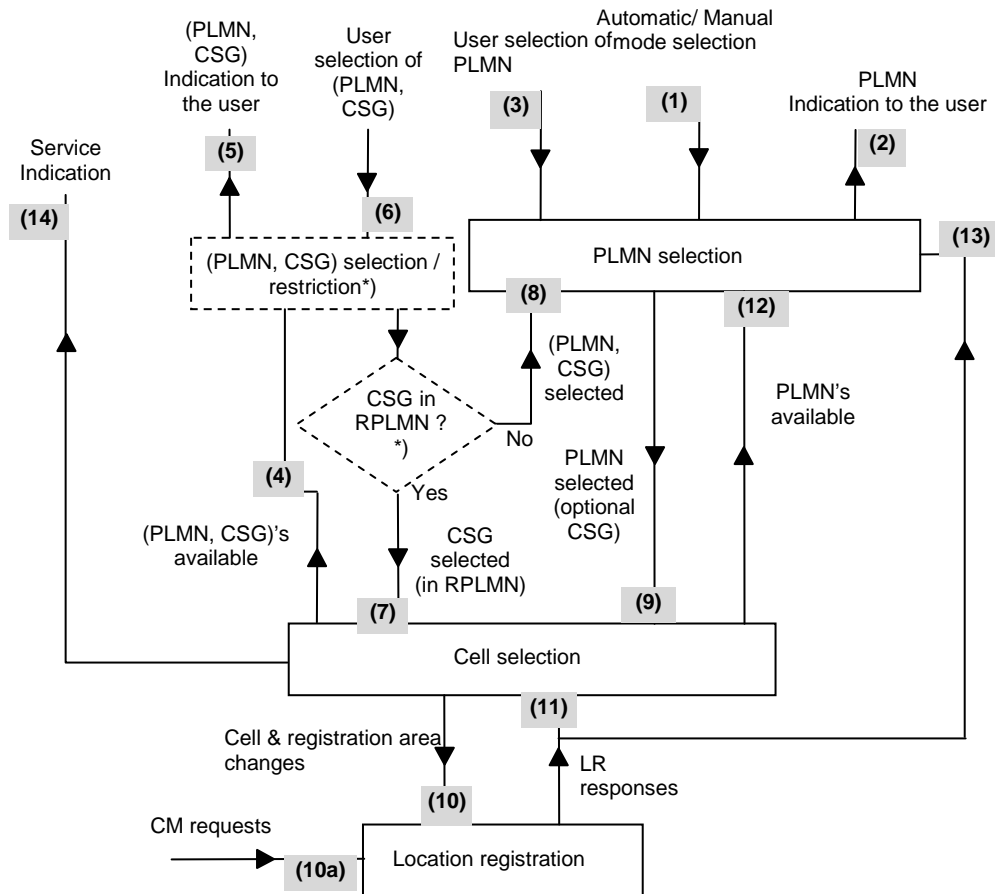 (PLMN,
CSG)
Indication to
the user
User
selection of
(PLMN,
CSG)
User selection of
PLMN
Automatic/ Manual
mode selection
PLMN
Indication to the user
Service
Indication
(3)
(1)
(2)
(5)
(14)
(6)
(13)
(PLMN, CSG) selection /
restriction*)
PLMN selection
(8)
(12)
(PLMN,
CSG)
selected
CSG in
RPLMN ?
*)
No
PLMN's
available
(4)
Yes
PLMN
selected
(optional
CSG)
(PLMN, CSG)'s
available
CSG
selected
(in RPLMN)
(7)
(9)
Cell selection
(11)
Cell & registration area
changes
LR
responses
(10)
CM requests
(10a)
Location registration